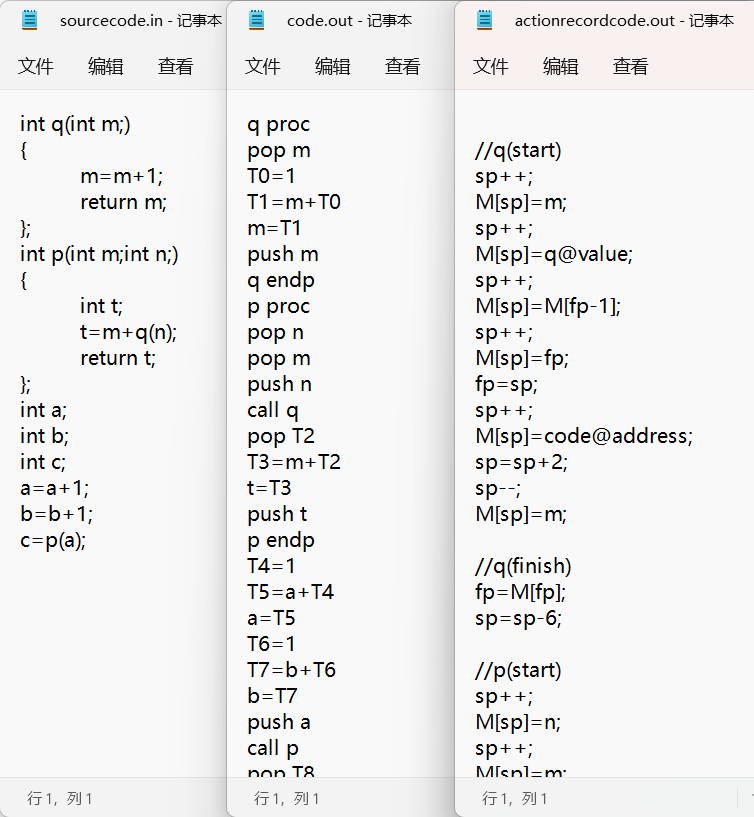 sourcecode.in - 记事本
文件 编辑 查看
int q(int m;)
{
m=m+1;
return m;
};
int p(int m;int n;)
{
int t;
t=m+q(n);
return t;
};
int a;
int b;
int c;
a=a+1;
b=b+1;
c=p(a);
行 1，列 1
code.out - 记事本
文件 编辑 查看
q proc
pop m
T0=1
T1=m+T0
m=T1
push m
q endp
p proc
pop n
pop m
push n
call q
pop T2
T3=m+T2
t=T3
push t
p endp
T4=1
T5=a+T4
a=T5
T6=1
T7=b+T6
b=T7
push a
call p
pop T8
行 1，列 1
actionrecordcode.out - 记事本
文件 编辑 查看
//q(start)
sp++;
M[sp]=m;
sp++;
M[sp]=q@value;
sp++;
M[sp]=M[fp-1];
sp++;
M[sp]=fp;
fp=sp;
sp++;
M[sp]=code@address;
sp=sp+2;
sp--;
M[sp]=m;
//q(finish)
fp=M[fp];
sp=sp-6;
//p(start)
sp++;
M[sp]=n;
sp++;
M[sp]=m;
行 1，列 1